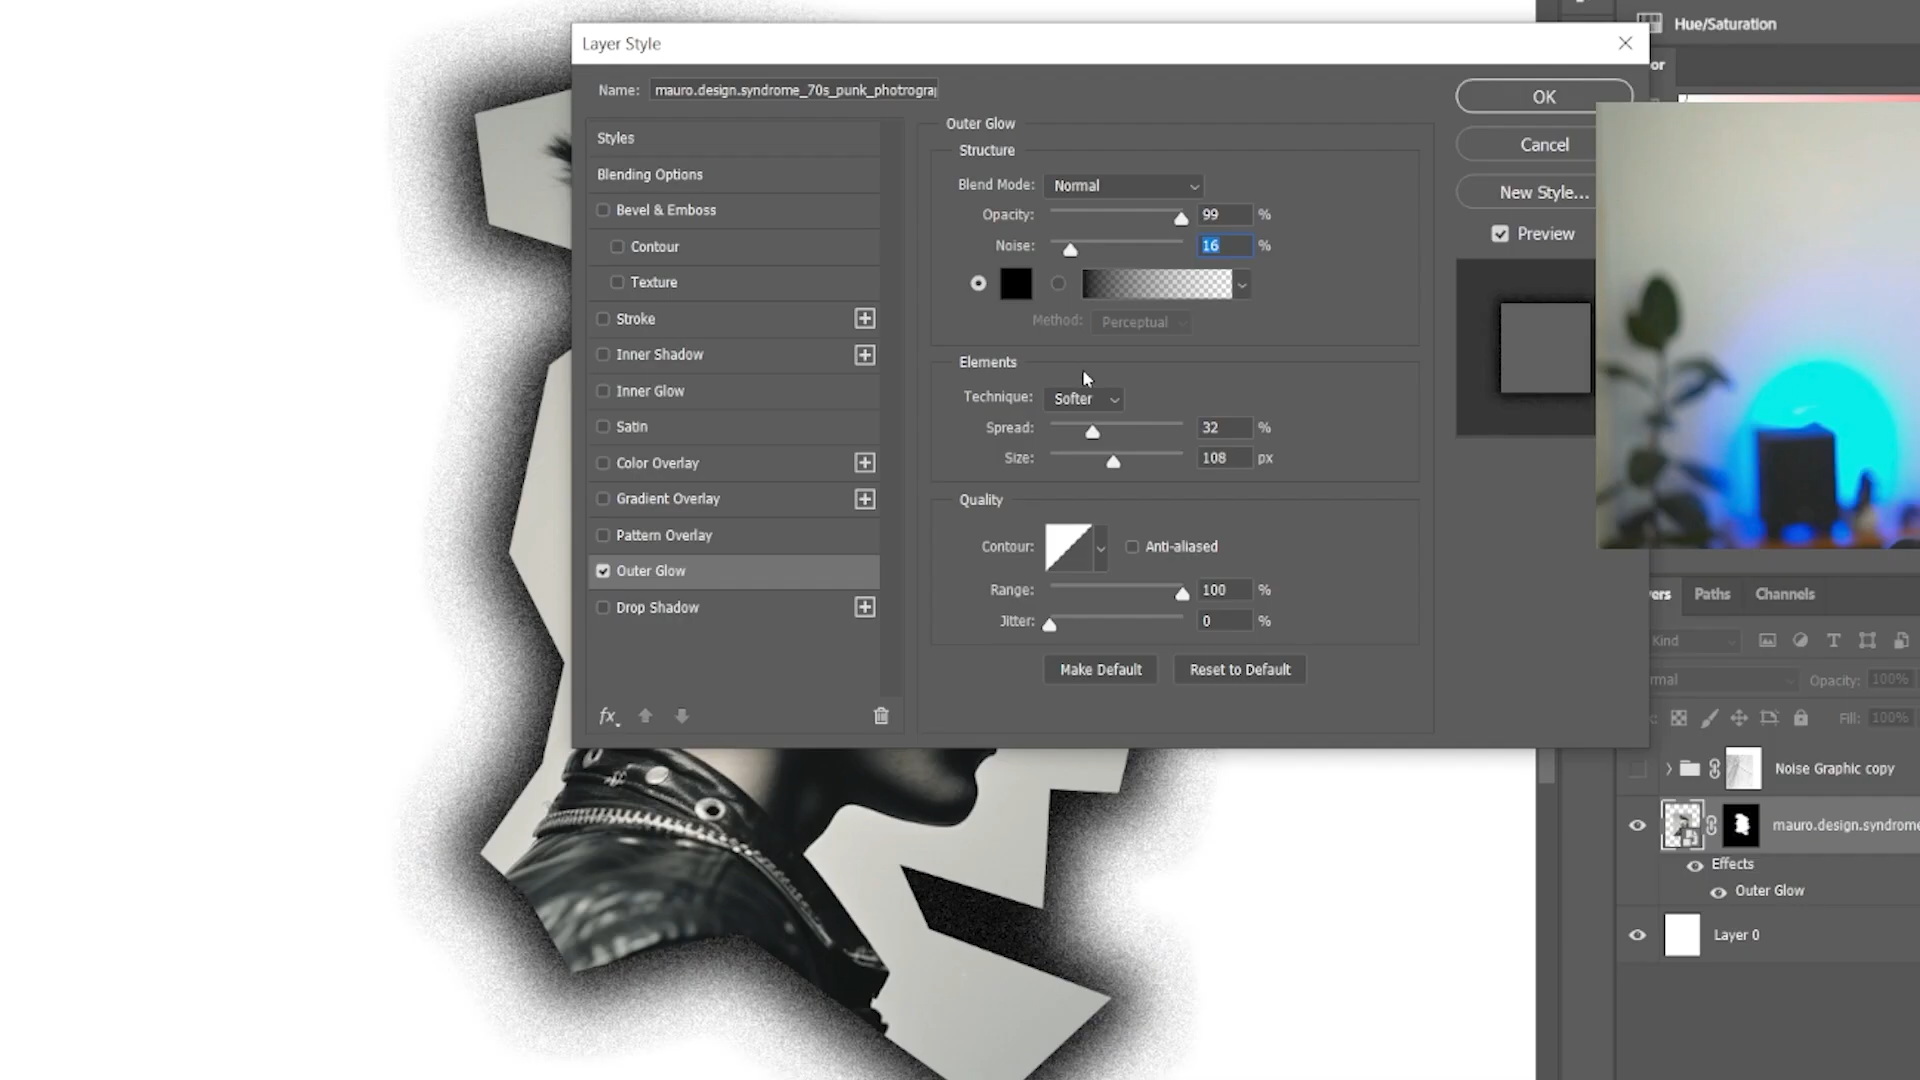 Hue/Saturation
Layer Style
or
Name: mauro.design.syndrome_70s_punk_photrogra
OK
Outer Glow
Styles
Structure
Cancel
Blending Options
Blend Mode: Normal
New Style...
Bevel & Emboss
Opacity: 99 %
Preview
Contour
Noise: 16 %
Texture
Stroke
Method: Perceptual
Inner Shadow
Elements
Inner Glow
Technique: Softer
Satin
Spread: 32 %
Color Overlay
Size: 108 px
Gradient Overlay
Quality
Pattern Overlay
Contour: Anti-aliased
Outer Glow
Range: 100 %
Drop Shadow
Jitter: 0 %
Make Default Reset to Default
fx
yers Paths Channels
Kind
mal Opacity: 100%
Fill: 100%
Noise Graphic copy
mauro.design.syndrome
Effects
Outer Glow
Layer 0